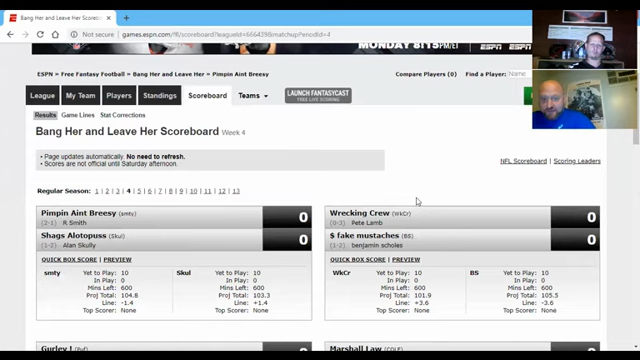 Bang Her and Leave Her Scoreb
games.espn.com/ffl/scoreboard?leagueId=6664398&matchupPeriodId=4
MONDAY 8:15PM/ET
ESPN
ESPN » Free Fantasy Football » Bang Her and Leave Her » Pimpin Aint Breesy
Compare Players (0)
Find a Player: Name
League My Team Players Standings Scoreboard Teams
LAUNCH FANTASYCAST
FREE LIVE SCORING
Results Game Lines Stat Corrections
Bang Her and Leave Her Scoreboard Week 4
• Page updates automatically. No need to refresh.
• Scores are not official until Saturday afternoon.
NFL Scoreboard | Scoring Leaders
Regular Season: 1 | 2 | 3 | 4 | 5 | 6 | 7 | 8 | 9 | 10 | 11 | 12 | 13
Pimpin Aint Breesy (smty) 0
(2-1) R Smith
Shags Alotopuss (Skul) 0
(1-2) Alan Skully
QUICK BOX SCORE | PREVIEW
smty
Yet to Play: 10
In Play: 0
Mins Left: 600
Proj Total: 104.8
Line: -1.4
Top Scorer: None
Skul
Yet to Play: 10
In Play: 0
Mins Left: 600
Proj Total: 103.3
Line: +1.4
Top Scorer: None
Wrecking Crew (WkCr) 0
(0-3) Pete Lamb
$ fake mustaches (BS) 0
(1-2) benjamin scholes
QUICK BOX SCORE | PREVIEW
WkCr
Yet to Play: 10
In Play: 0
Mins Left: 600
Proj Total: 101.9
Line: +3.6
Top Scorer: None
BS
Yet to Play: 10
In Play: 0
Mins Left: 600
Proj Total: 105.5
Line: -3.6
Top Scorer: None
Marshall Law